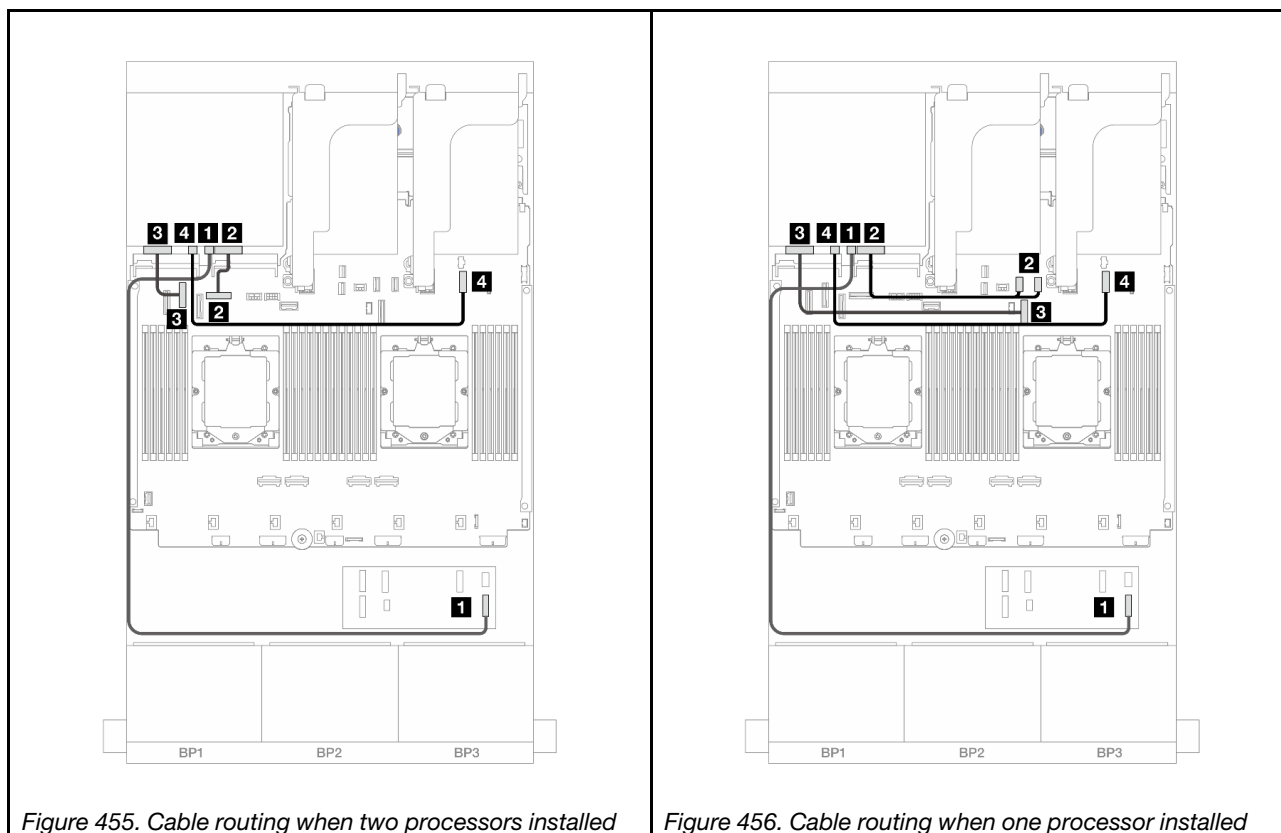 3 4 1 2
4
3 2
1
BP1 BP2 BP3
Figure 455. Cable routing when two processors installed
3 4 1 2
2
4
3
1
BP1 BP2 BP3
Figure 456. Cable routing when one processor installed